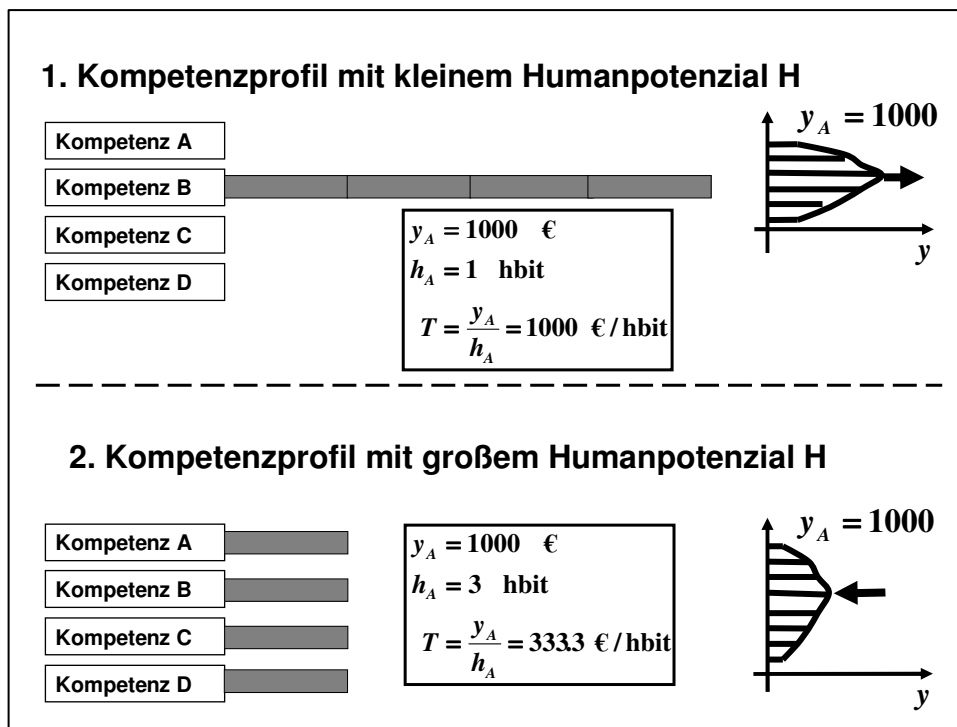 1. Kompetenzprofil mit kleinem Humanpotenzial H
y_A = 1000
Kompetenz A
Kompetenz B
Kompetenz C
Kompetenz D
y_A = 1000 €
h_A = 1 hbit
T = y_A / h_A = 1000 € / hbit
y
2. Kompetenzprofil mit großem Humanpotenzial H
y_A = 1000
Kompetenz A
Kompetenz B
Kompetenz C
Kompetenz D
y_A = 1000 €
h_A = 3 hbit
T = y_A / h_A = 333.3 € / hbit
y